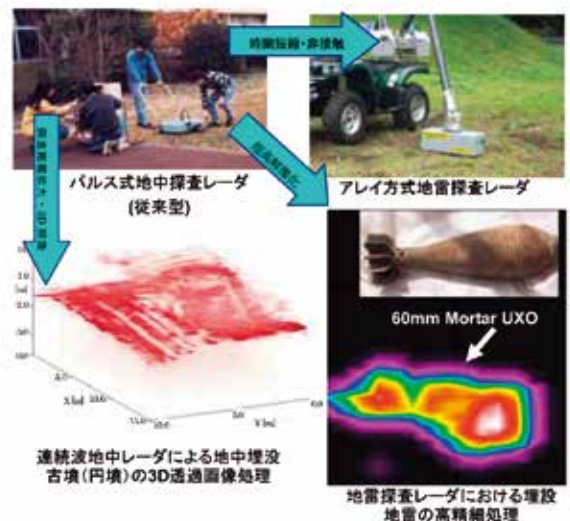 時間短縮・非接触
パルス式地中探査レーダ
(従来型)
アレイ方式地雷探査レーダ
60mm Mortar UXO
X [m]
Y [m]
連続波地中レーダによる地中埋没
古墳(円墳)の3D透過画像処理
地雷探査レーダにおける埋設
地雷の高精細処理